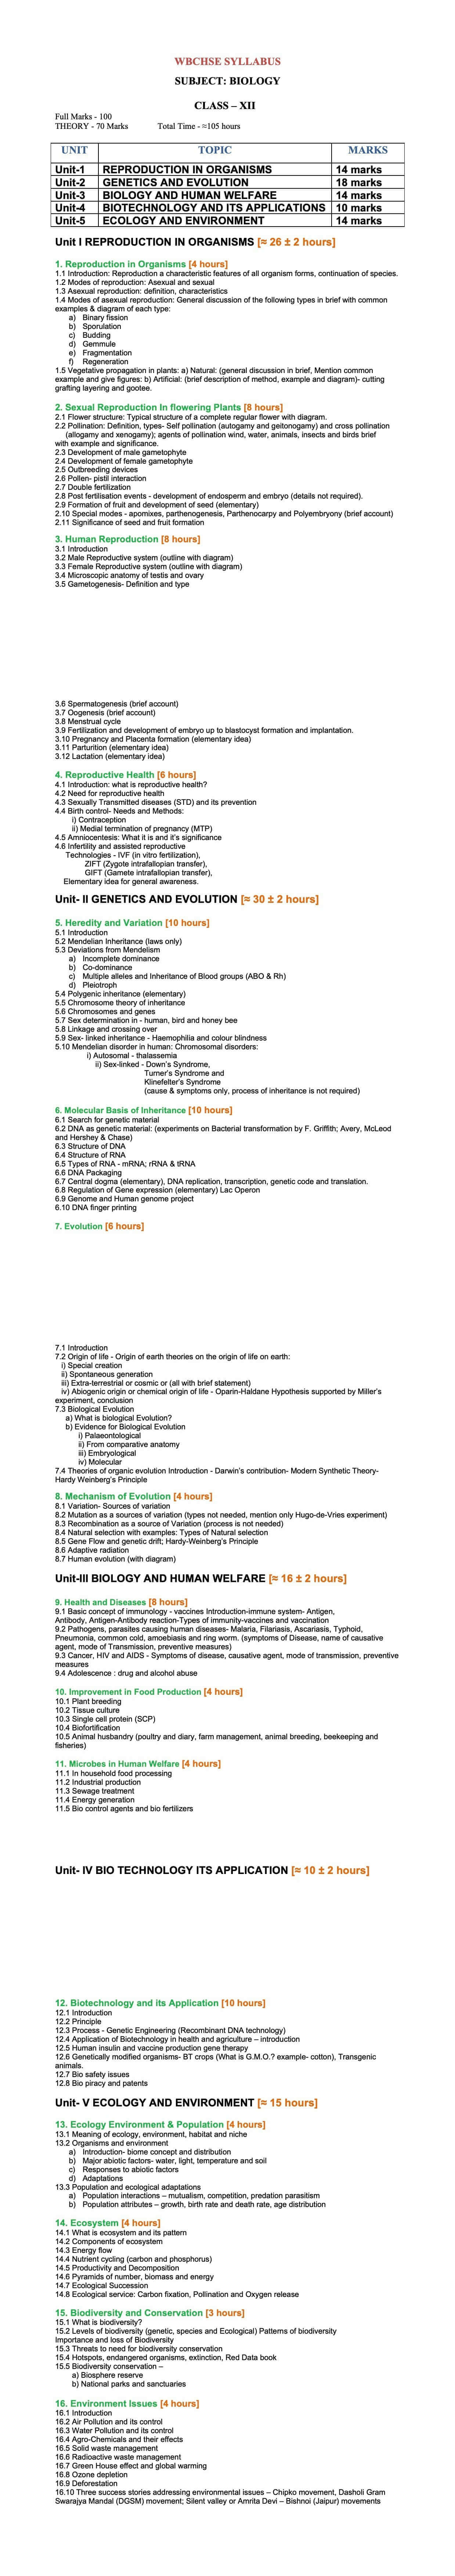 WBCHSE SYLLABUS
SUBJECT: BIOLOGY
CLASS – XII
Full Marks - 100
THEORY - 70 Marks Total Time - ≈105 hours
UNIT TOPIC MARKS
Unit-1 REPRODUCTION IN ORGANISMS 14 marks
Unit-2 GENETICS AND EVOLUTION 18 marks
Unit-3 BIOLOGY AND HUMAN WELFARE 14 marks
Unit-4 BIOTECHNOLOGY AND ITS APPLICATIONS 10 marks
Unit-5 ECOLOGY AND ENVIRONMENT 14 marks
Unit I REPRODUCTION IN ORGANISMS [≈ 26 ± 2 hours]
1. Reproduction in Organisms [4 hours]
1.1 Introduction: Reproduction a characteristic features of all organism forms, continuation of species.
1.2 Modes of reproduction: Asexual and sexual
1.3 Asexual reproduction: definition, characteristics
1.4 Modes of asexual reproduction: General discussion of the following types in brief with common
examples & diagram of each type:
a) Binary fission
b) Sporulation
c) Budding
d) Gemmule
e) Fragmentation
f) Regeneration
1.5 Vegetative propagation in plants: a) Natural: (general discussion in brief, Mention common
example and give figures: b) Artificial: (brief description of method, example and diagram)- cutting
grafting layering and gootee.
2. Sexual Reproduction In flowering Plants [8 hours]
2.1 Flower structure: Typical structure of a complete regular flower with diagram.
2.2 Pollination: Definition, types- Self pollination (autogamy and geitonogamy) and cross pollination
(allogamy and xenogamy); agents of pollination wind, water, animals, insects and birds brief
with example and significance.
2.3 Development of male gametophyte
2.4 Development of female gametophyte
2.5 Outbreeding devices
2.6 Pollen- pistill interaction
2.7 Double fertilization
2.8 Post fertilisation events - development of endosperm and embryo (details not required).
2.9 Formation of fruit and development of seed (elementary)
2.10 Special modes - apomixes, parthenogenesis, Parthenocarpy and Polyembryony (brief account)
2.11 Significance of seed and fruit formation
3. Human Reproduction [8 hours]
3.1 Introduction
3.2 Male Reproductive system (outline with diagram)
3.3 Female Reproductive system (outline with diagram)
3.4 Microscopic anatomy of testis and ovary
3.5 Gametogenesis- Definition and type
3.6 Spermatogenesis (brief account)
3.7 Oogenesis (brief account)
3.8 Menstrual cycle
3.9 Fertilization and development of embryo up to blastocyst formation and implantation.
3.10 Pregnancy and Placenta formation (elementary idea)
3.11 Parturition (elementary idea)
3.12 Lactation (elementary idea)
4. Reproductive Health [6 hours]
4.1 Introduction: what is reproductive health?
4.2 Need for reproductive health
4.3 Sexually Transmitted diseases (STD) and its prevention
4.4 Birth control- Needs and Methods:
i) Contraception
ii) Medial termination of pregnancy (MTP)
4.5 Amniocentesis: What it is and it's significance
4.6 Infertility and assisted reproductive
Technologies - IVF (in vitro fertilization),
ZIFT (Zygote intrafallopian transfer),
GIFT (Gamete intrafallopian transfer),
Elementary idea for general awareness.
Unit- II GENETICS AND EVOLUTION [≈ 30 ± 2 hours]
5. Heredity and Variation [10 hours]
5.1 Introduction
5.2 Mendelian Inheritance (laws only)
5.3 Deviations from Mendelism
a) Incomplete dominance
b) Co-dominance
c) Multiple alleles and Inheritance of Blood groups (ABO & Rh)
d) Pleiotroph
5.4 Polygenic inheritance (elementary)
5.5 Chromosome theory of inheritance
5.6 Chromosomes and genes
5.7 Sex determination in - human, bird and honey bee
5.8 Linkage and crossing over
5.9 Sex- linked inheritance - Haemophilia and colour blindness
5.10 Mendelian disorder in human: Chromosomal disorders:
i) Autosomal - thalassemia
ii) Sex-linked - Down's Syndrome,
Turner's Syndrome and
Klinefelter's Syndrome
(cause & symptoms only, process of inheritance is not required)
6. Molecular Basis of Inheritance [10 hours]
6.1 Search for genetic material
6.2 DNA as genetic material: (experiments on Bacterial transformation by F. Griffith; Avery, McLeod
and Hershey & Chase)
6.3 Structure of DNA
6.4 Structure of RNA
6.5 Types of RNA - mRNA; rRNA & tRNA
6.6 DNA Packaging
6.7 Central dogma (elementary), DNA replication, transcription, genetic code and translation.
6.8 Regulation of Gene expression (elementary) Lac Operon
6.9 Genome and Human genome project
6.10 DNA finger printing
7. Evolution [6 hours]
7.1 Introduction
7.2 Origin of life - Origin of earth theories on the origin of life on earth:
i) Special creation
ii) Spontaneous generation
iii) Extra-terrestrial or cosmic or (all with brief statement)
iv) Abiogenic origin or chemical origin of life - Oparin-Haldane Hypothesis supported by Miller's
experiment, conclusion
7.3 Biological Evolution
a) What is biological Evolution?
b) Evidence for Biological Evolution
i) Palaeontological
ii) From comparative anatomy
iii) Embryological
iv) Molecular
7.4 Theories of organic evolution Introduction - Darwin's contribution- Modern Synthetic Theory-
Hardy Weinberg's Principle
8. Mechanism of Evolution [4 hours]
8.1 Variation- Sources of variation
8.2 Mutation as a sources of variation (types not needed, mention only Hugo-de-Vries experiment)
8.3 Recombination as a source of Variation (process is not needed)
8.4 Natural selection with examples: Types of Natural selection
8.5 Gene Flow and genetic drift; Hardy-Weinberg's Principle
8.6 Adaptive radiation
8.7 Human evolution (with diagram)
Unit-III BIOLOGY AND HUMAN WELFARE [≈ 16 ± 2 hours]
9. Health and Diseases [8 hours]
9.1 Basic concept of immunology - vaccines Introduction-immune system- Antigen,
Antibody, Antigen-Antibody reaction-Types of immunity-vaccines and vaccination
9.2 Pathogens, parasites causing human diseases- Malaria, Filariasis, Ascariasis, Typhoid,
Pneumonia, common cold, amoebiasis and ring worm. (symptoms of Disease, name of causative
agent, mode of Transmission, preventive measures)
9.3 Cancer, HIV and AIDS - Symptoms of disease, causative agent, mode of transmission, preventive
measures
9.4 Adolescence : drug and alcohol abuse
10. Improvement in Food Production [4 hours]
10.1 Plant breeding
10.2 Tissue culture
10.3 Single cell protein (SCP)
10.4 Biofortification
10.5 Animal husbandry (poultry and diary, farm management, animal breeding, beekeeping and
fisheries)
11. Microbes in Human Welfare [4 hours]
11.1 In household food processing
11.2 Industrial production
11.3 Sewage treatment
11.4 Energy generation
11.5 Bio control agents and bio fertilizers
Unit- IV BIO TECHNOLOGY ITS APPLICATION [≈ 10 ± 2 hours]
12. Biotechnology and its Application [10 hours]
12.1 Introduction
12.2 Principle
12.3 Process - Genetic Engineering (Recombinant DNA technology)
12.4 Application of Biotechnology in health and agriculture – introduction
12.5 Human insulin and vaccine production gene therapy
12.6 Genetically modified organisms- BT crops (What is G.M.O.? example- cotton), Transgenic
animals.
12.7 Bio safety issues
12.8 Bio piracy and patents
Unit- V ECOLOGY AND ENVIRONMENT [≈ 15 hours]
13. Ecology Environment & Population [4 hours]
13.1 Meaning of ecology, environment, habitat and niche
13.2 Organisms and environment
a) Introduction- biome concept and distribution
b) Major abiotic factors- water, light, temperature and soil
c) Responses to abiotic factors
d) Adaptations
13.3 Population and ecological adaptations
a) Population interactions – mutualism, competition, predation parasitism
b) Population attributes – growth, birth rate and death rate, age distribution
14. Ecosystem [4 hours]
14.1 What is ecosystem and its pattern
14.2 Components of ecosystem
14.3 Energy flow
14.4 Nutrient cycling (carbon and phosphorus)
14.5 Productivity and Decomposition
14.6 Pyramids of number, biomass and energy
14.7 Ecological Succession
14.8 Ecological service: Carbon fixation, Pollination and Oxygen release
15. Biodiversity and Conservation [3 hours]
15.1 What is biodiversity?
15.2 Levels of biodiversity (genetic, species and Ecological) Patterns of biodiversity
Importance and loss of Biodiversity
15.3 Threats to need for biodiversity conservation
15.4 Hotspots, endangered organisms, extinction, Red Data book
15.5 Biodiversity conservation –
a) Biosphere reserve
b) National parks and sanctuaries
16. Environment Issues [4 hours]
16.1 Introduction
16.2 Air Pollution and its control
16.3 Water Pollution and its control
16.4 Agro-Chemicals and their effects
16.5 Solid waste management
16.6 Radioactive waste management
16.7 Green House effect and global warming
16.8 Ozone depletion
16.9 Deforestation
16.10 Three success stories addressing environmental issues – Chipko movement, Dasholi Gram
Swarajya Mandal (DGSM) movement; Silent valley or Amrita Devi – Bishnoi (Jaipur) movements